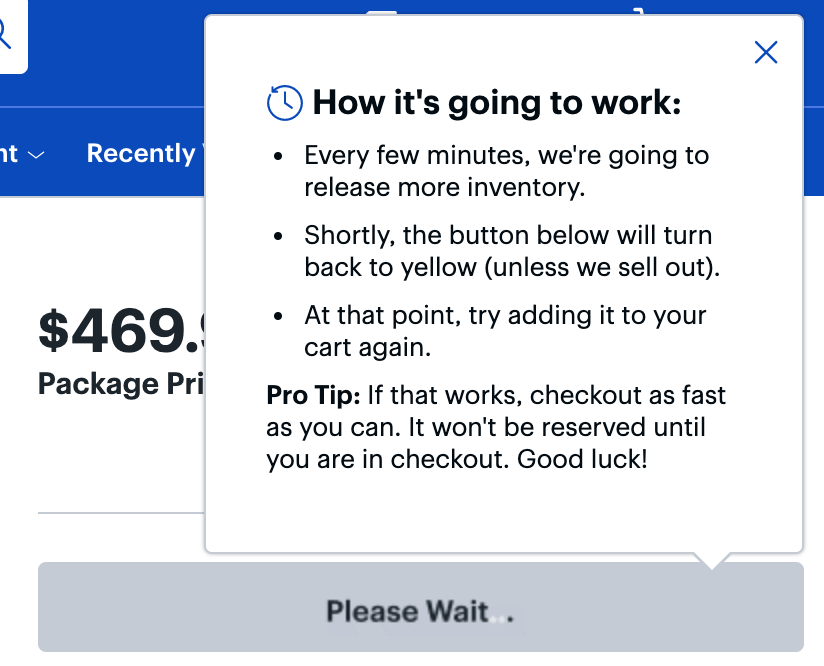 How it's going to work:
nt
Recently
• Every few minutes, we're going to
release more inventory.
• Shortly, the button below will turn
back to yellow (unless we sell out).
• At that point, try adding it to your
cart again.
$469.
Package Pri
Pro Tip: If that works, checkout as fast
as you can. It won't be reserved until
you are in checkout. Good luck!
Please Wait...